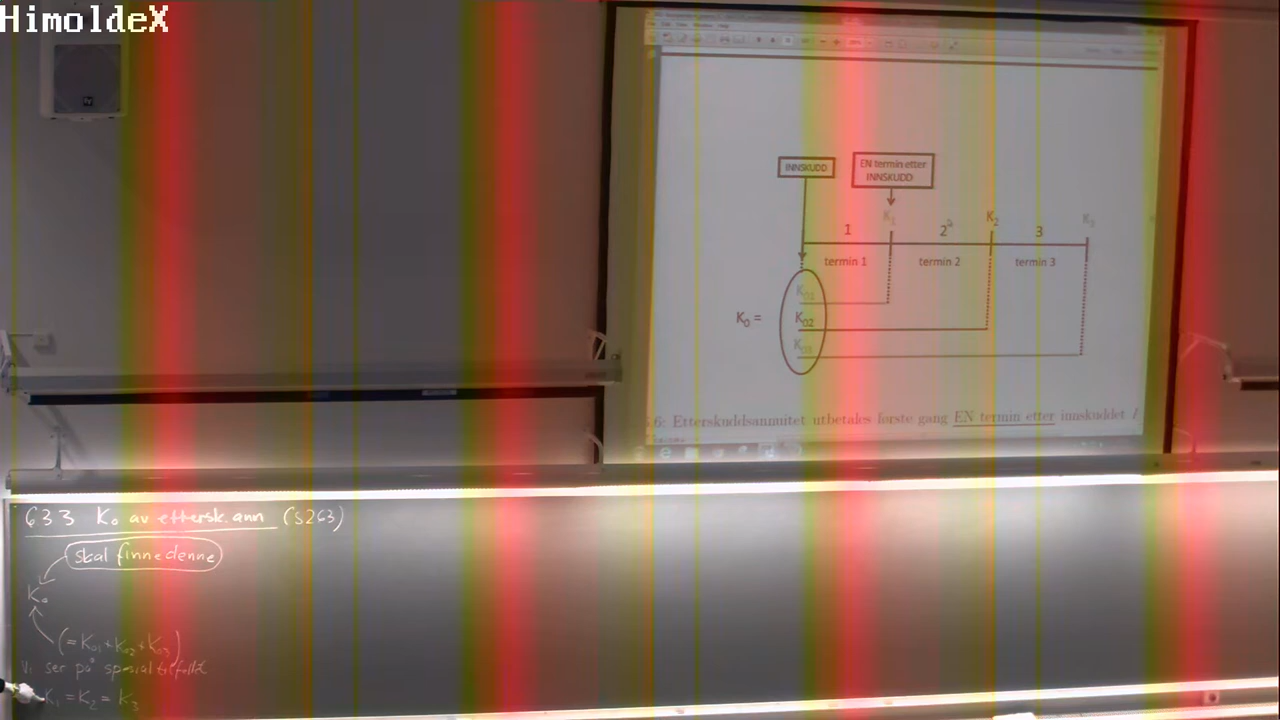 HimoldeX
INNSKUDD
EN termin etter
INNSKUDD
K1 K2 K3
1 2 3
termin 1 termin 2 termin 3
K01
K0 = K02
K03
6: Etterskuddsannuitet utbetales første gang EN termin etter innskuddet /
633 K0 av ettersk. ann (s263)
skal finne denne
K0
(= K01 + K02 + K03)
Vi ser på spesialtilfelle
K1 = K2 = K3